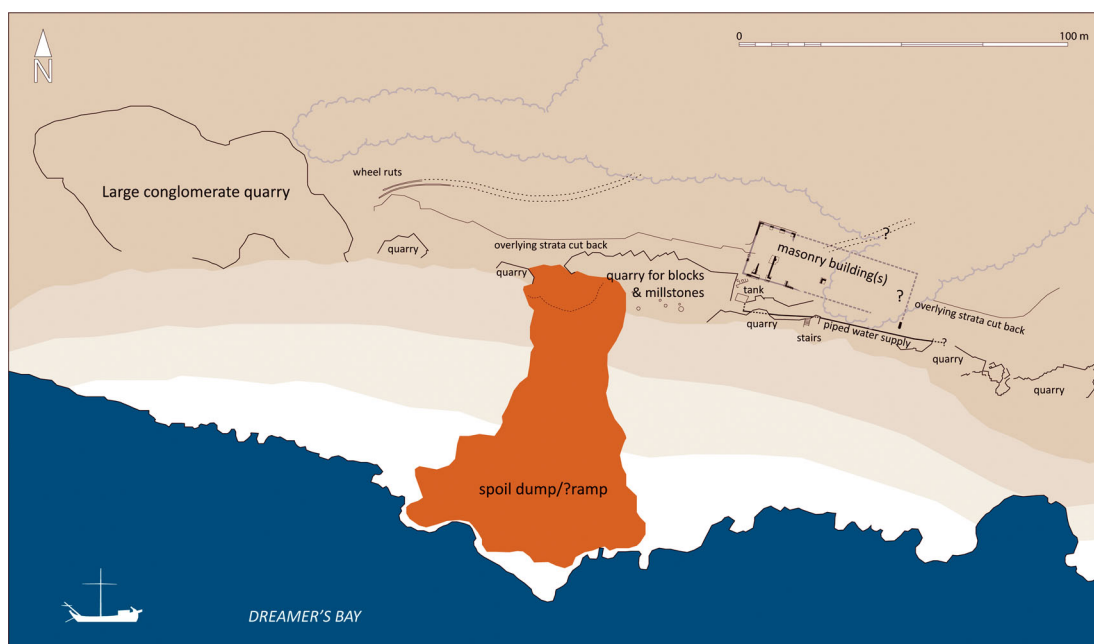 N
0
100 m
Large conglomerate quarry
wheel ruts
quarry
overlying strata cut back
quarry
quarry for blocks
& millstones
tank
masonry building(s)
?
?
overlying strata cut back
quarry
stairs
piped water supply
?
quarry
quarry
spoil dump/?ramp
DREAMER'S BAY